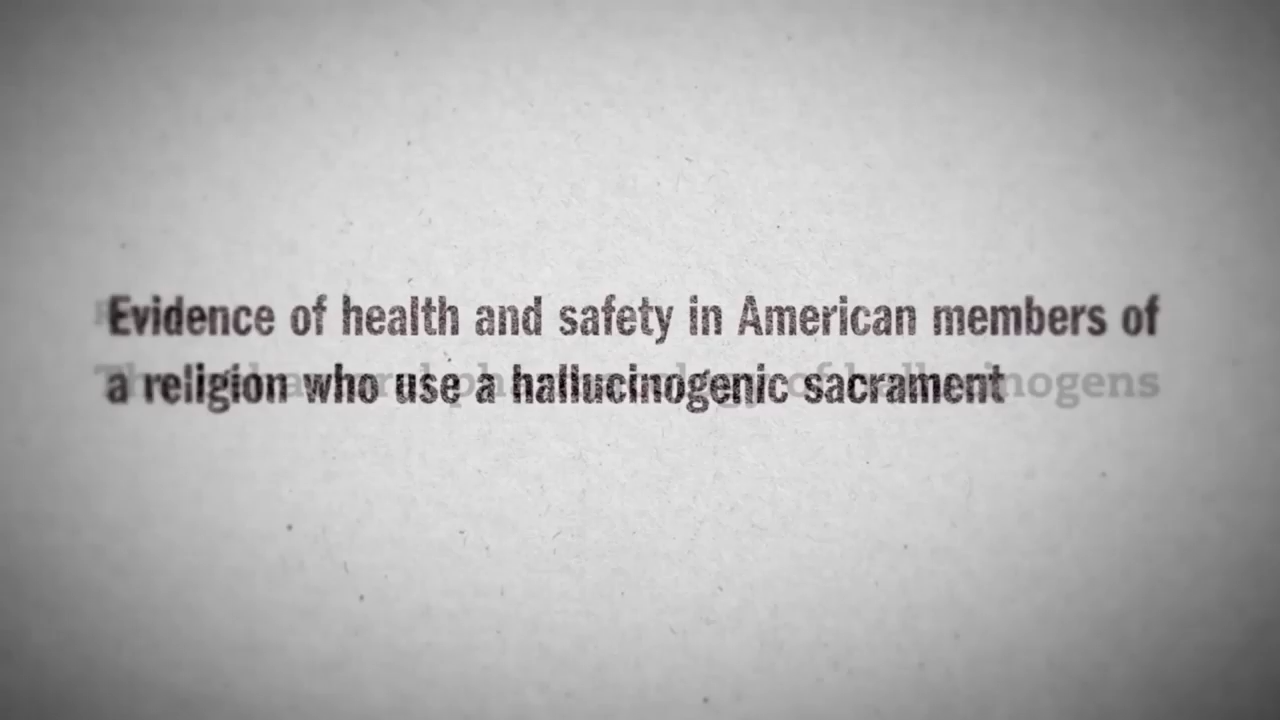 Evidence of health and safety in American members of
a religion who use a hallucinogenic sacrament